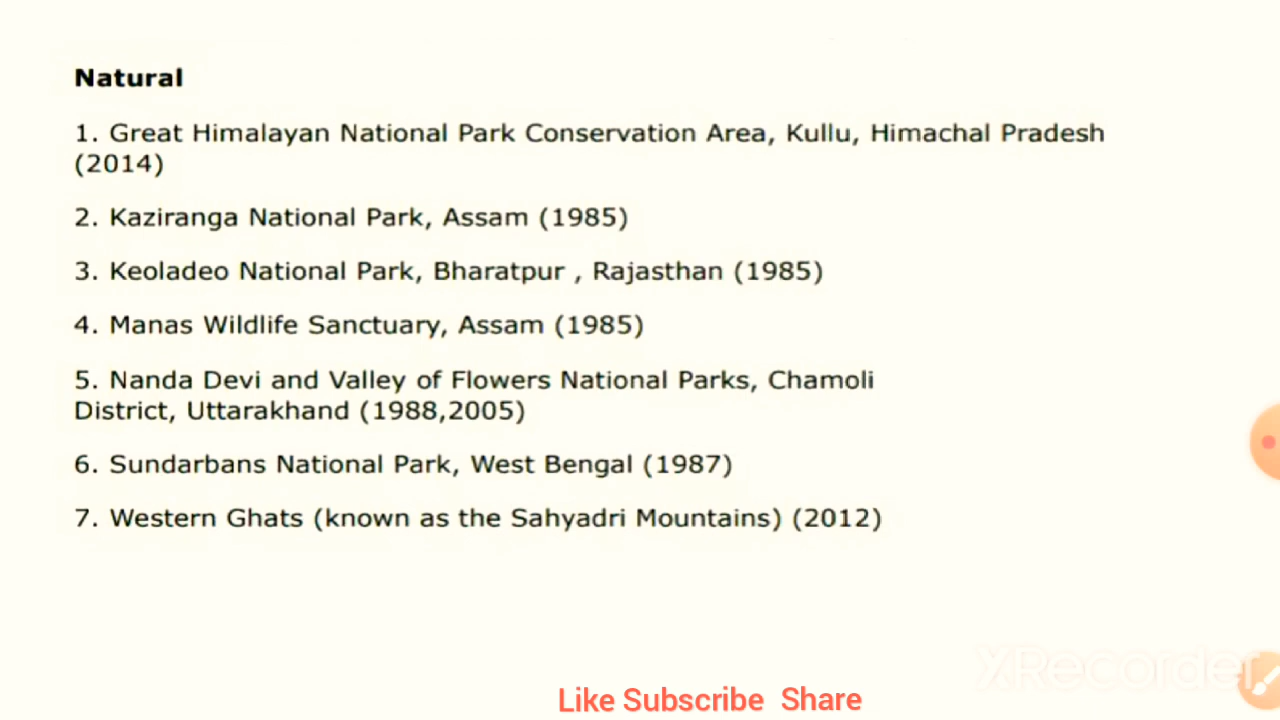 Natural
1. Great Himalayan National Park Conservation Area, Kullu, Himachal Pradesh
(2014)
2. Kaziranga National Park, Assam (1985)
3. Keoladeo National Park, Bharatpur , Rajasthan (1985)
4. Manas Wildlife Sanctuary, Assam (1985)
5. Nanda Devi and Valley of Flowers National Parks, Chamoli
District, Uttarakhand (1988,2005)
6. Sundarbans National Park, West Bengal (1987)
7. Western Ghats (known as the Sahyadri Mountains) (2012)
XRecorder
Like Subscribe Share